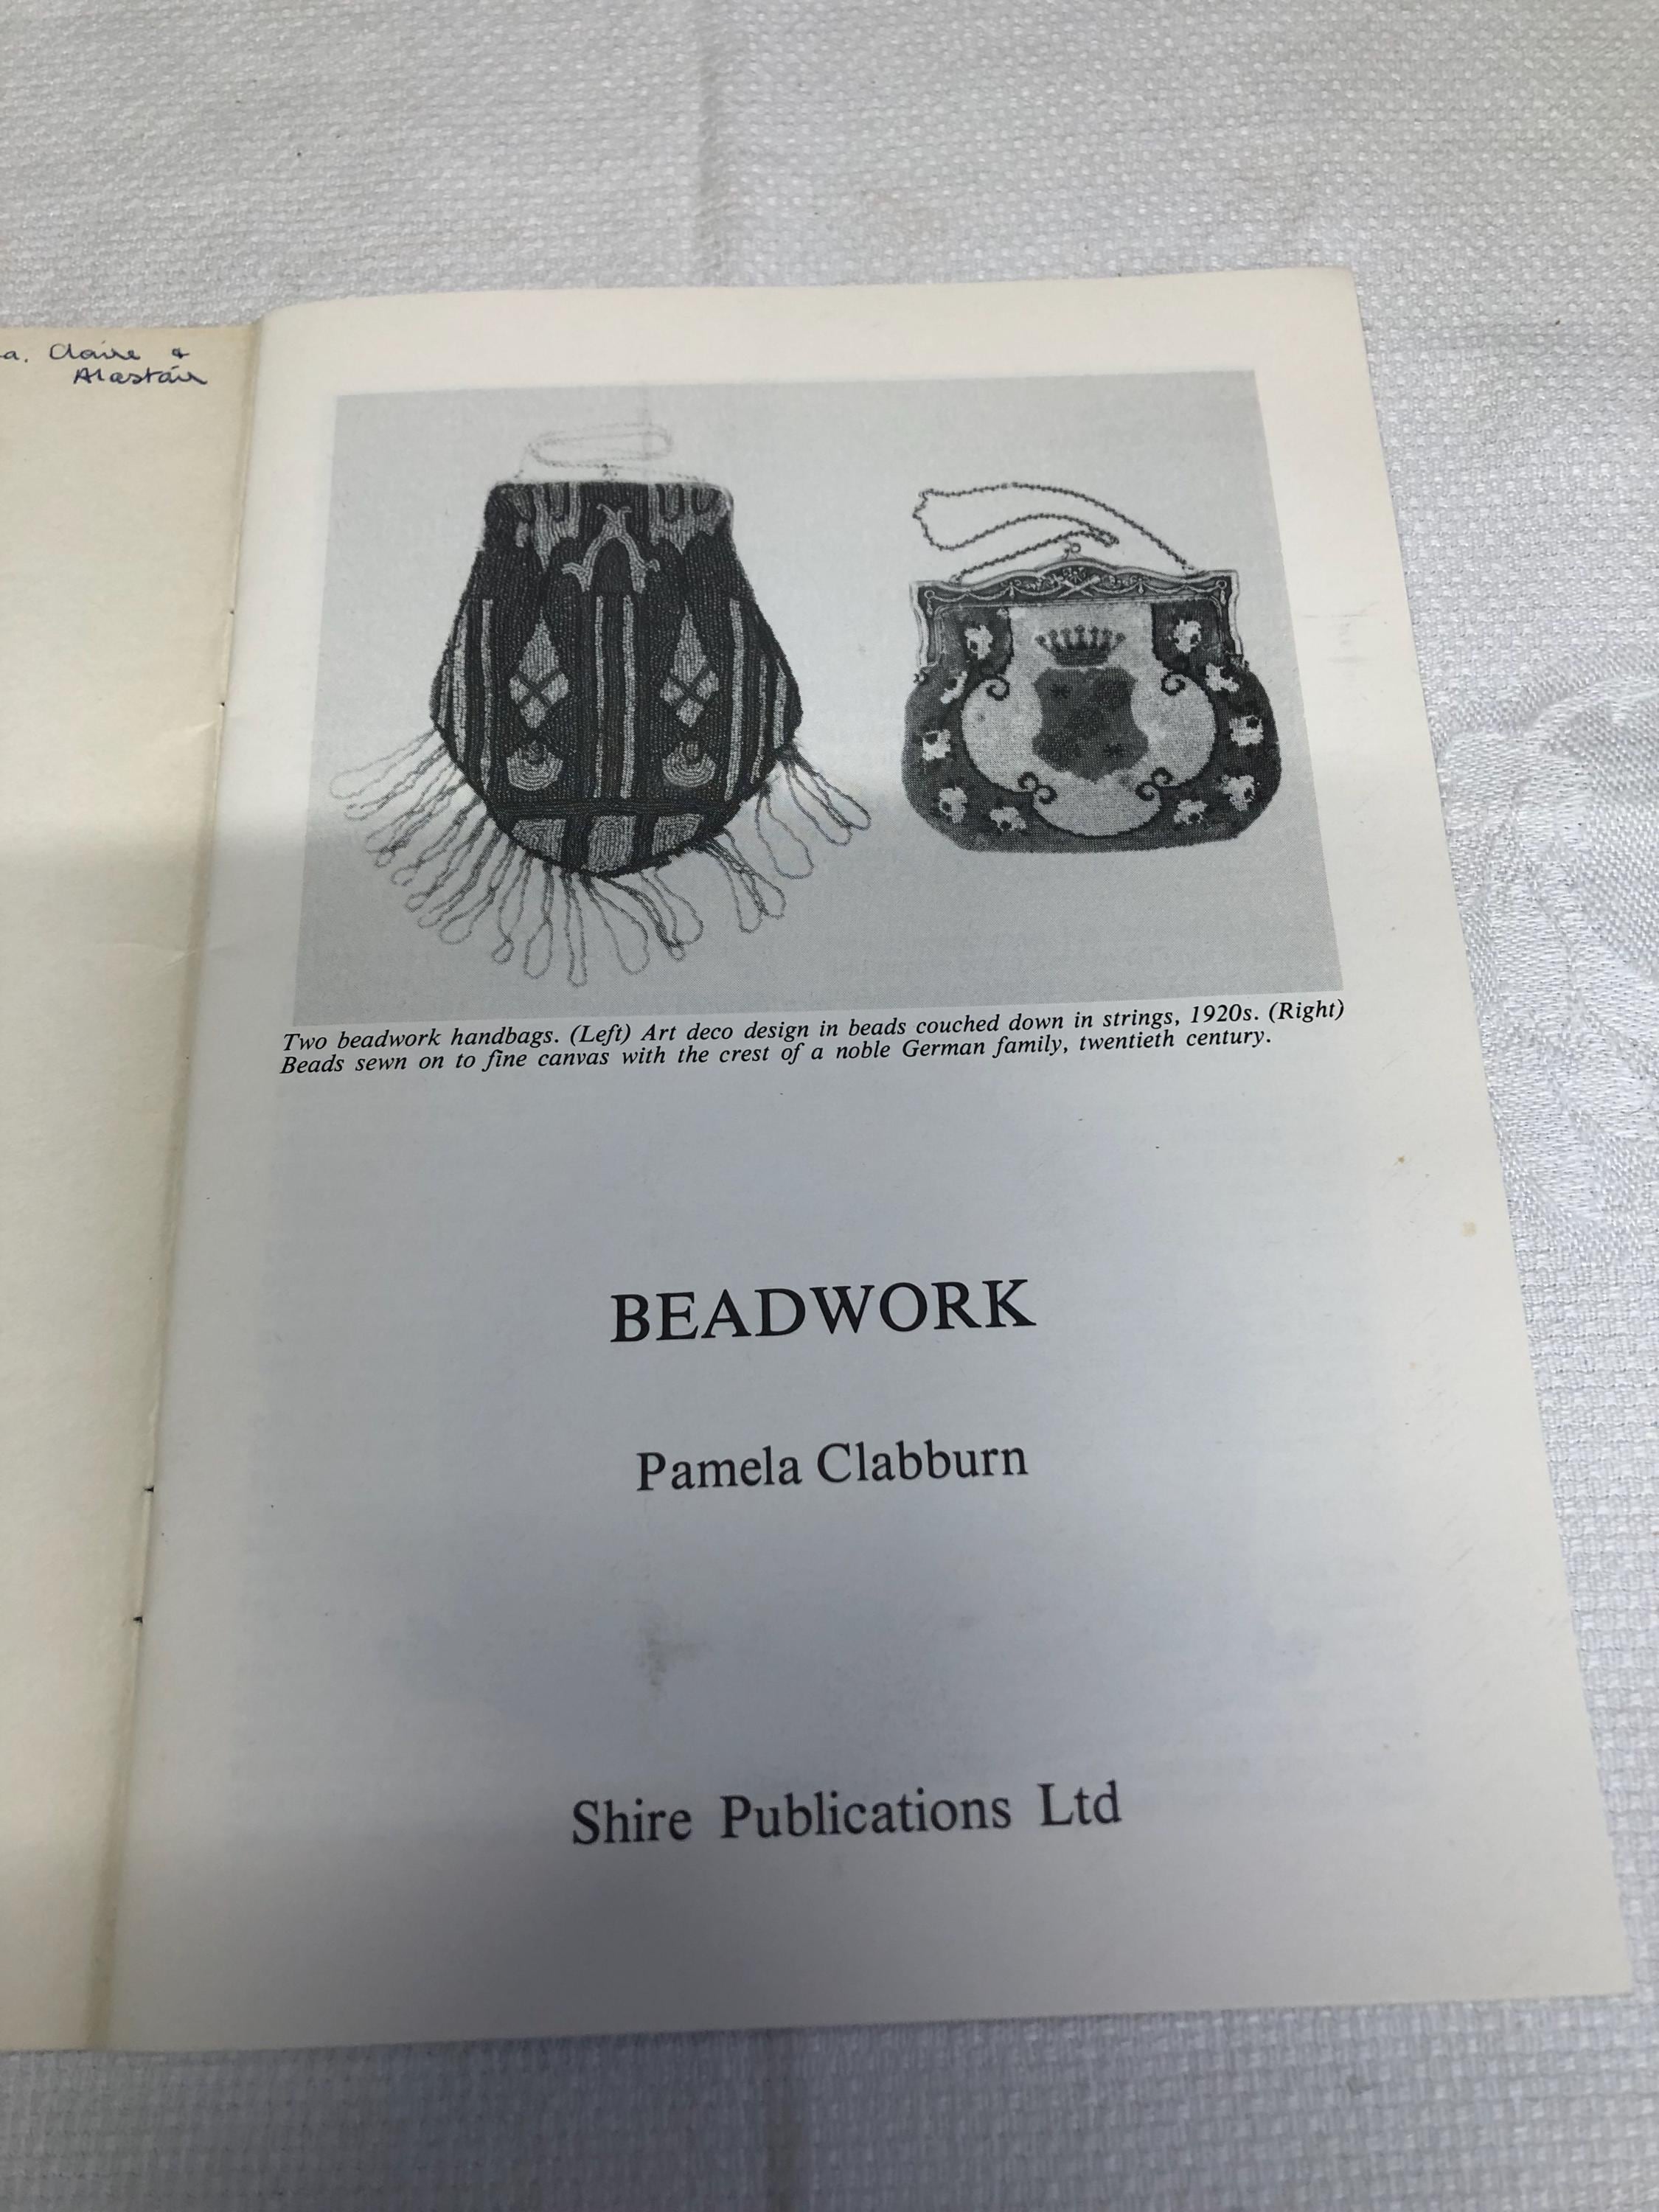 Claire &
Alastair
Two beadwork handbags. (Left) Art deco design in beads couched down in strings, 1920s. (Right)
Beads sewn on to fine canvas with the crest of a noble German family, twentieth century.
BEADWORK
Pamela Clabburn
Shire Publications Ltd